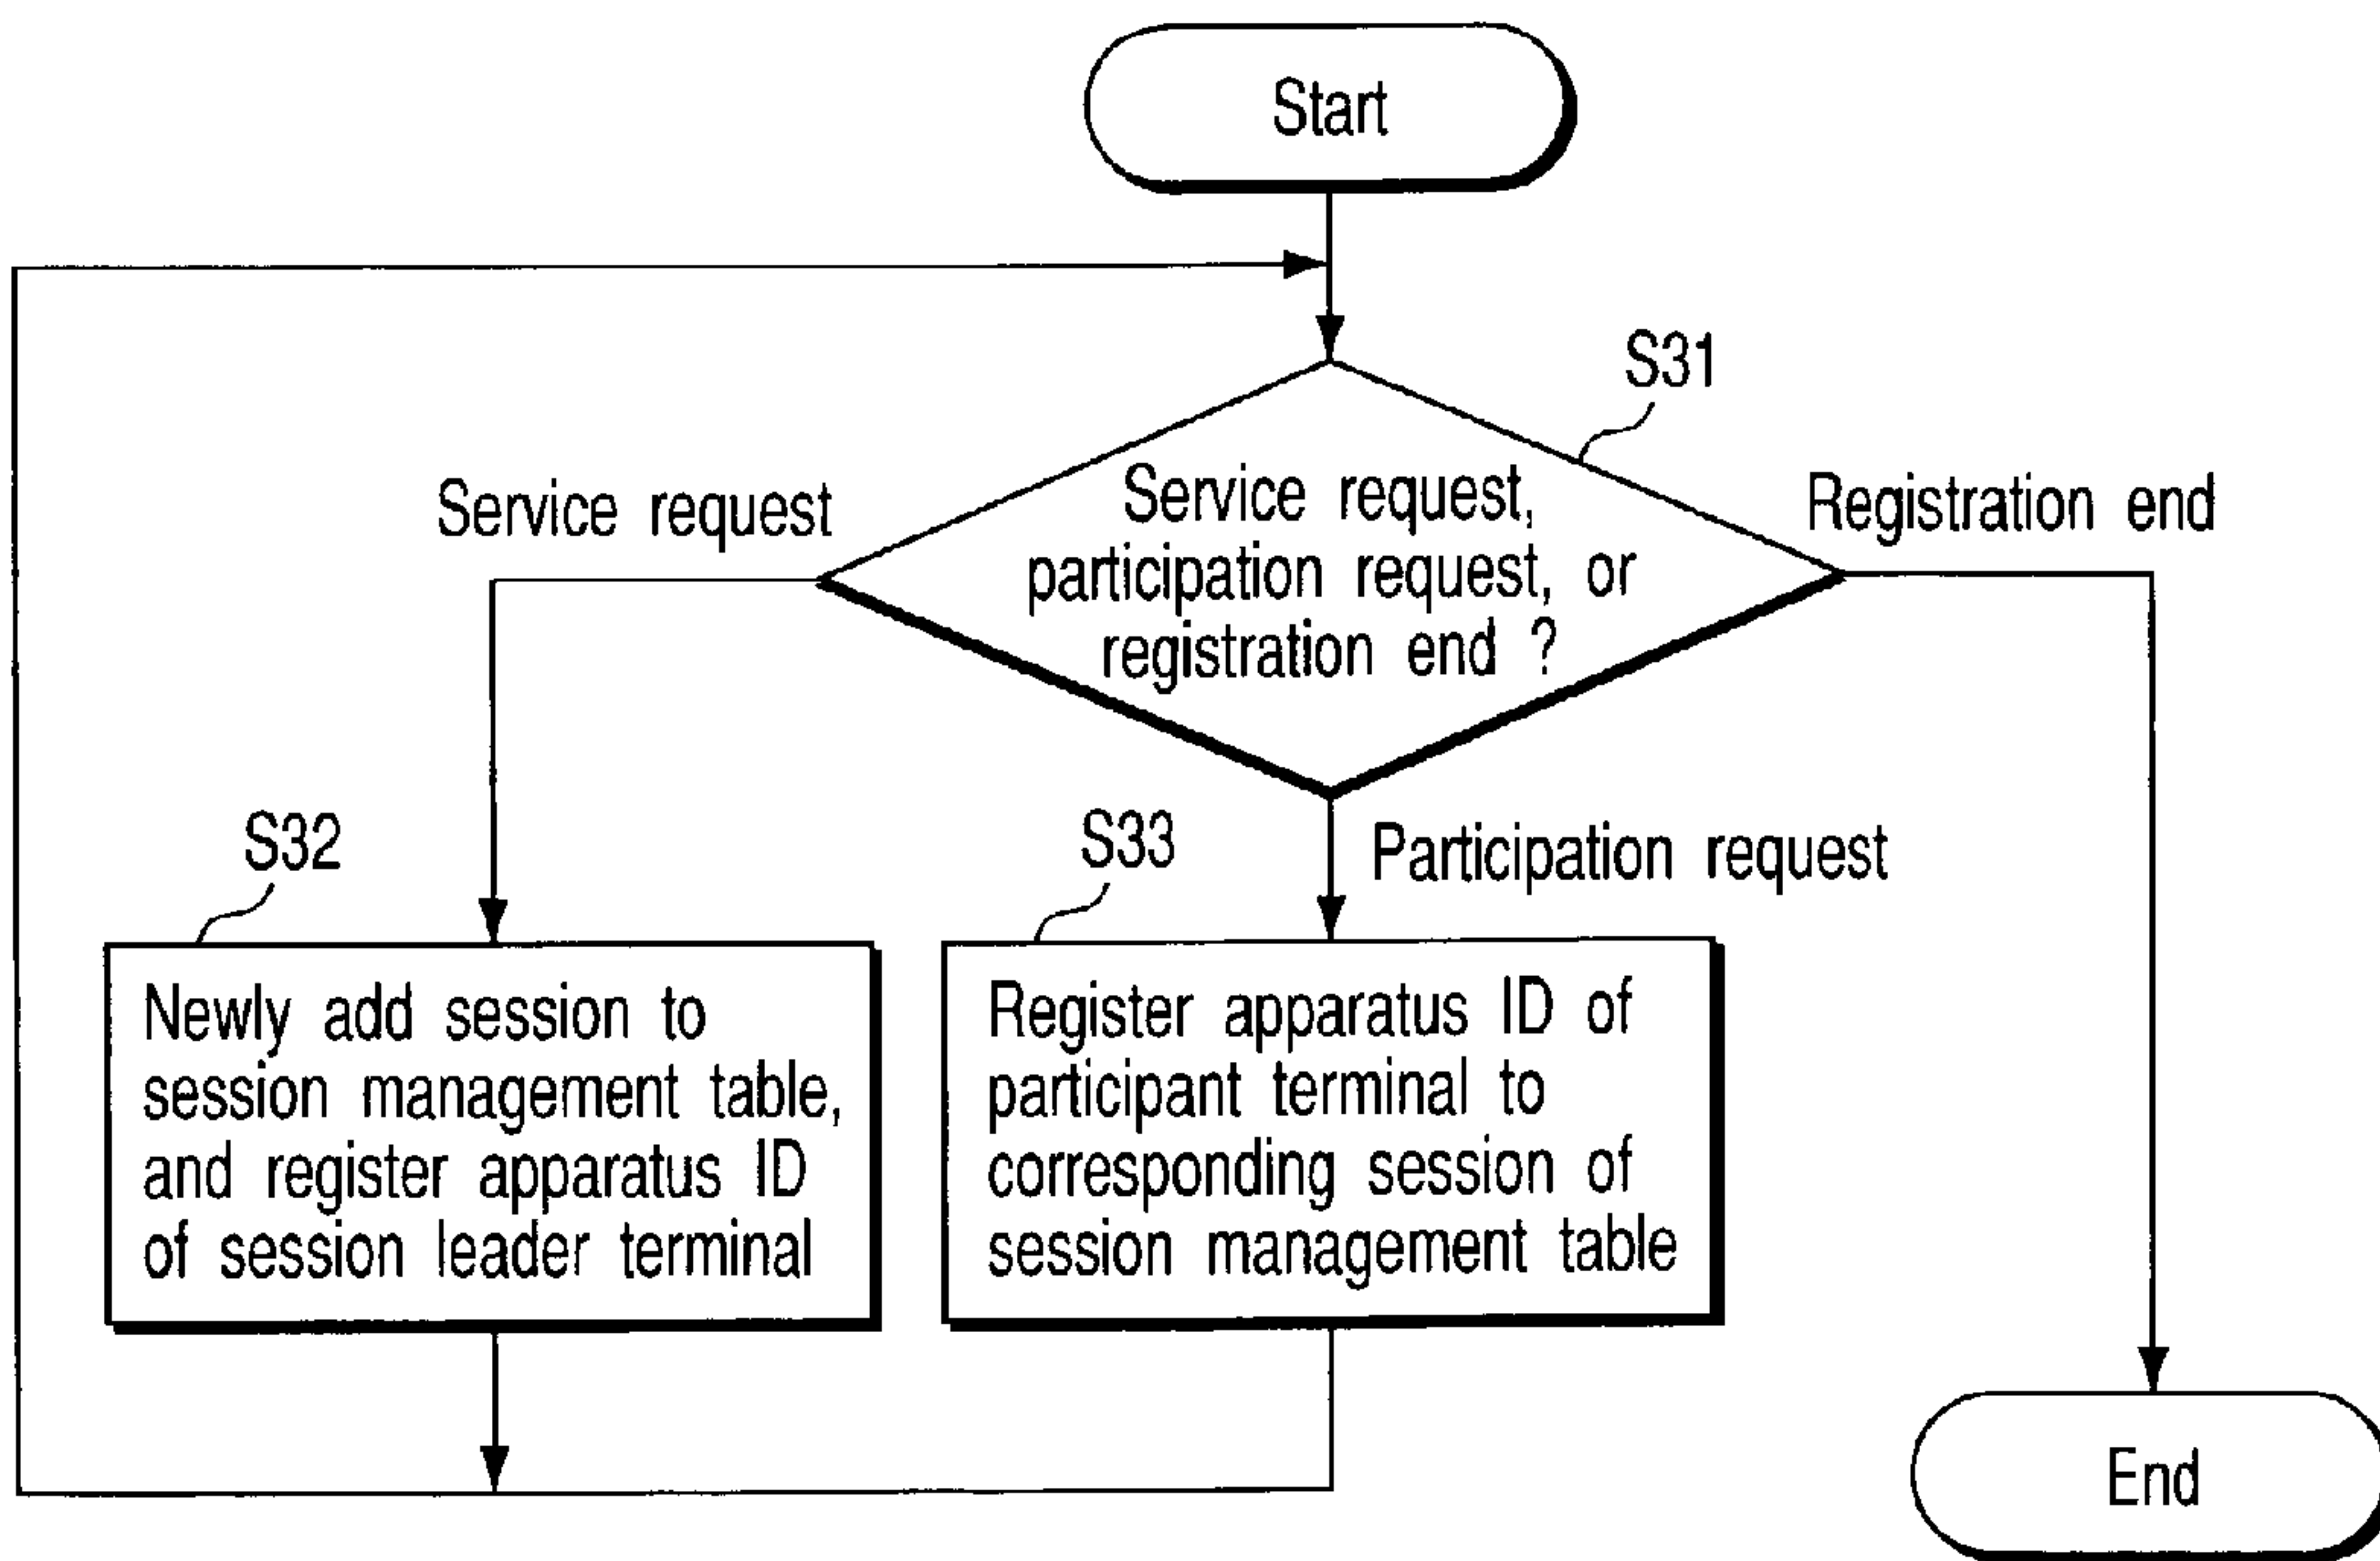 Start
S31
Service request
Service request,
participation request, or
registration end ?
Registration end
S32
S33
Participation request
Newly add session to
session management table,
and register apparatus ID
of session leader terminal
Register apparatus ID of
participant terminal to
corresponding session of
session management table
End